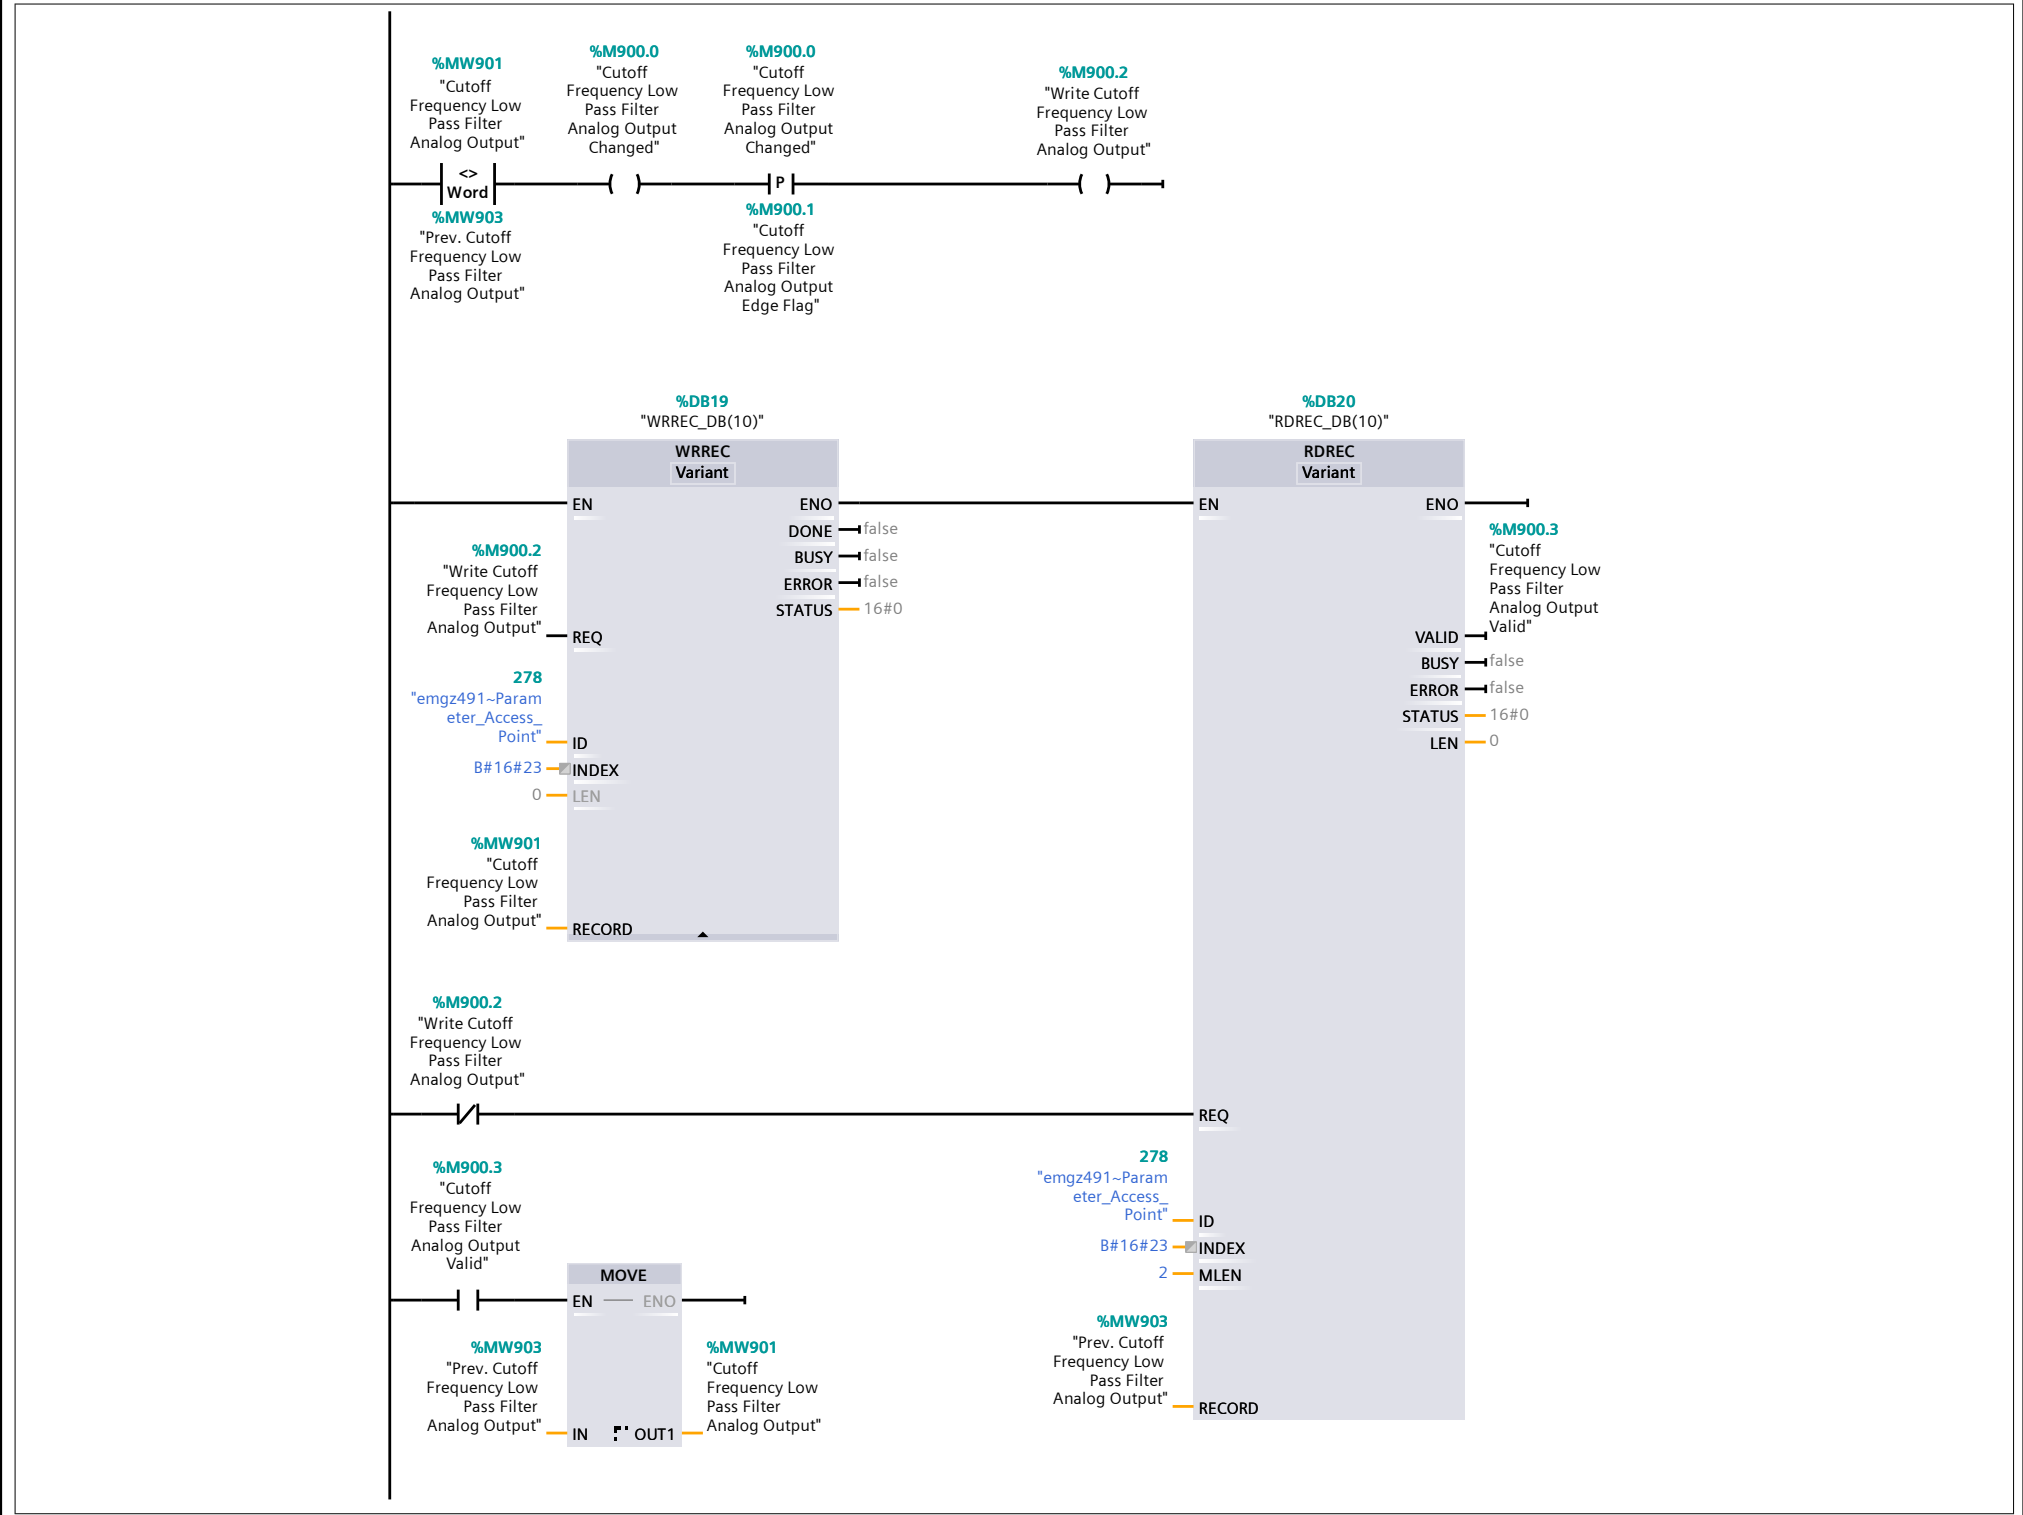 %MW901
"Cutoff
Frequency Low
Pass Filter
Analog Output"
<>
Word
%MW903
"Prev. Cutoff
Frequency Low
Pass Filter
Analog Output"
%M900.0
"Cutoff
Frequency Low
Pass Filter
Analog Output
Changed"
%M900.0
"Cutoff
Frequency Low
Pass Filter
Analog Output
Changed"
P
%M900.1
"Cutoff
Frequency Low
Pass Filter
Analog Output
Edge Flag"
%M900.2
"Write Cutoff
Frequency Low
Pass Filter
Analog Output"
%DB19
"WRREC_DB(10)"
WRREC
Variant
EN
ENO
DONE
false
BUSY
false
ERROR
false
STATUS
16#0
%M900.2
"Write Cutoff
Frequency Low
Pass Filter
Analog Output"
REQ
278
"emgz491~Param
eter_Access_
Point"
ID
B#16#23
INDEX
0
LEN
%MW901
"Cutoff
Frequency Low
Pass Filter
Analog Output"
RECORD
%DB20
"RDREC_DB(10)"
RDREC
Variant
EN
ENO
%M900.3
"Cutoff
Frequency Low
Pass Filter
Analog Output
Valid"
VALID
BUSY
false
ERROR
false
STATUS
16#0
LEN
0
%M900.2
"Write Cutoff
Frequency Low
Pass Filter
Analog Output"
REQ
278
"emgz491~Param
eter_Access_
Point"
ID
B#16#23
INDEX
2
MLEN
%MW903
"Prev. Cutoff
Frequency Low
Pass Filter
Analog Output"
RECORD
%M900.3
"Cutoff
Frequency Low
Pass Filter
Analog Output
Valid"
MOVE
EN
ENO
%MW903
"Prev. Cutoff
Frequency Low
Pass Filter
Analog Output"
IN
OUT1
%MW901
"Cutoff
Frequency Low
Pass Filter
Analog Output"